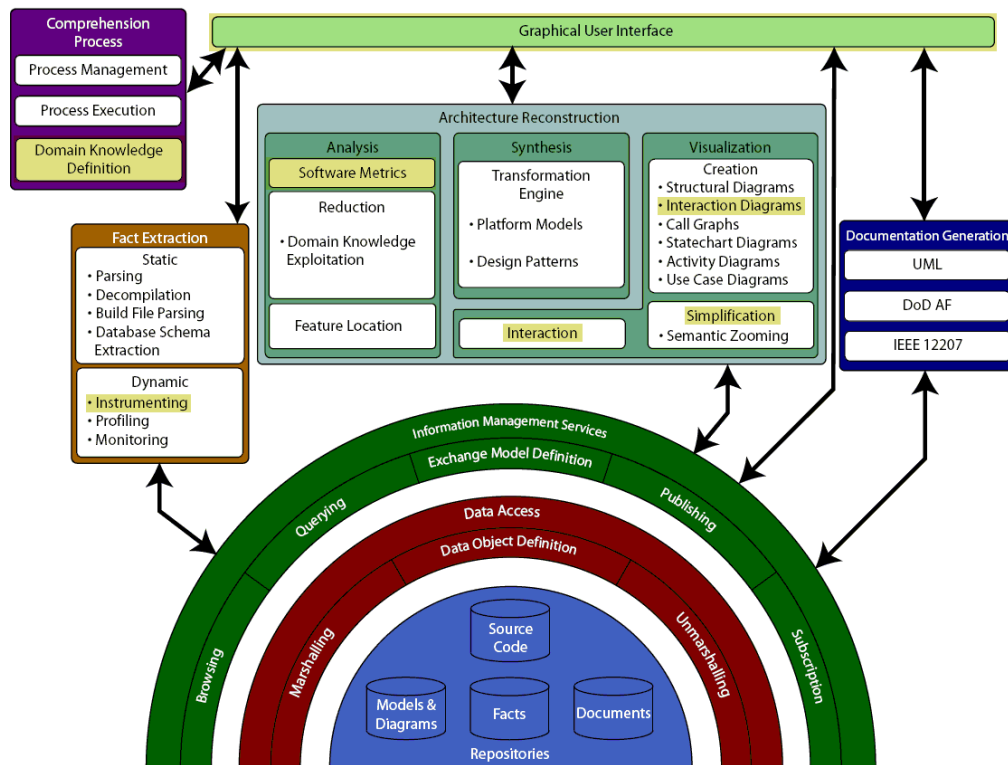 Comprehension
Process
Process Management
Process Execution
Domain Knowledge
Definition
Graphical User Interface
Architecture Reconstruction
Analysis
Software Metrics
Reduction
• Domain Knowledge
Exploitation
Feature Location
Synthesis
Transformation
Engine
• Platform Models
• Design Patterns
Interaction
Visualization
Creation
• Structural Diagrams
• Interaction Diagrams
• Call Graphs
• Statechart Diagrams
• Activity Diagrams
• Use Case Diagrams
Simplification
• Semantic Zooming
Fact Extraction
Static
• Parsing
• Decompilation
• Build File Parsing
• Database Schema
Extraction
Dynamic
• Instrumenting
• Profiling
• Monitoring
Documentation Generation
UML
DoD AF
IEEE 12207
Information Management Services
Browsing
Querying
Exchange Model Definition
Publishing
Subscription
Data Access
Marshalling
Data Object Definition
Unmarshalling
Source
Code
Models &
Diagrams
Facts
Documents
Repositories